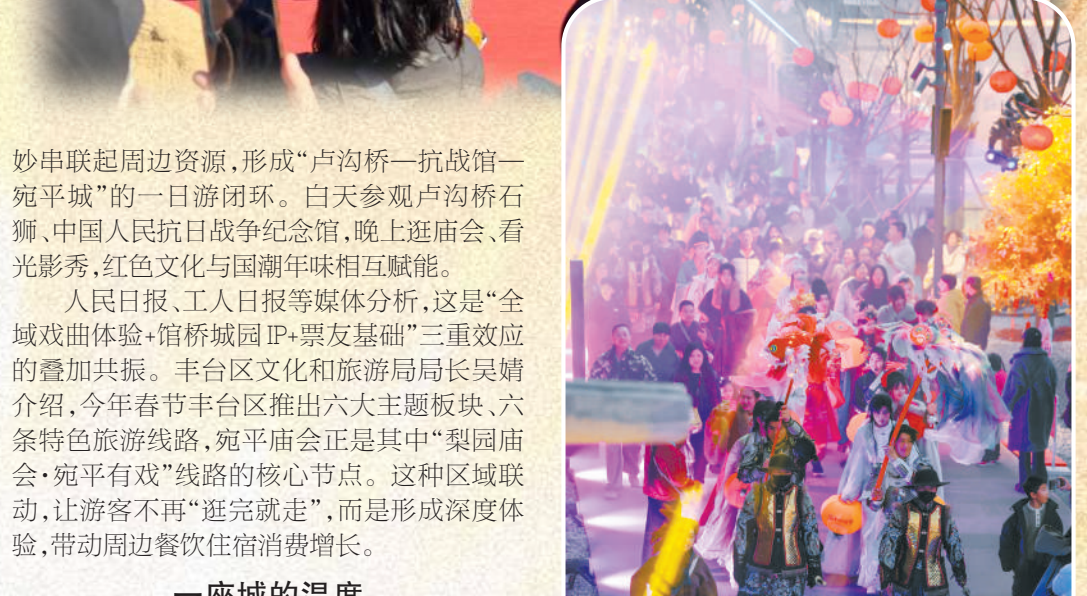 妙串联起周边资源，形成“卢沟桥—抗战馆—
宛平城”的一日游闭环。白天参观卢沟桥石
狮、中国人民抗日战争纪念馆，晚上逛庙会、看
光影秀，红色文化与国潮年味相互赋能。
人民日报、工人日报等媒体分析，这是“全
域戏曲体验+馆桥城园IP+票友基础”三重效应
的叠加共振。丰台区文化和旅游局局长吴婧
介绍，今年春节丰台区推出六大主题板块、六
条特色旅游线路，宛平庙会正是其中“梨园庙
会·宛平有戏”线路的核心节点。这种区域联
动，让游客不再“逛完就走”，而是形成深度体
验，带动周边餐饮住宿消费增长。
一座城的温度